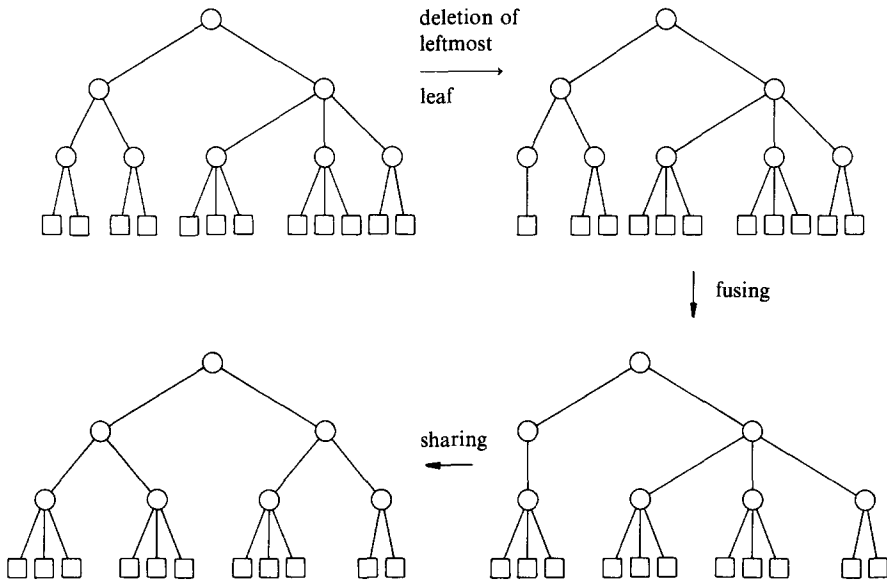 deletion of
leftmost
leaf
fusing
sharing